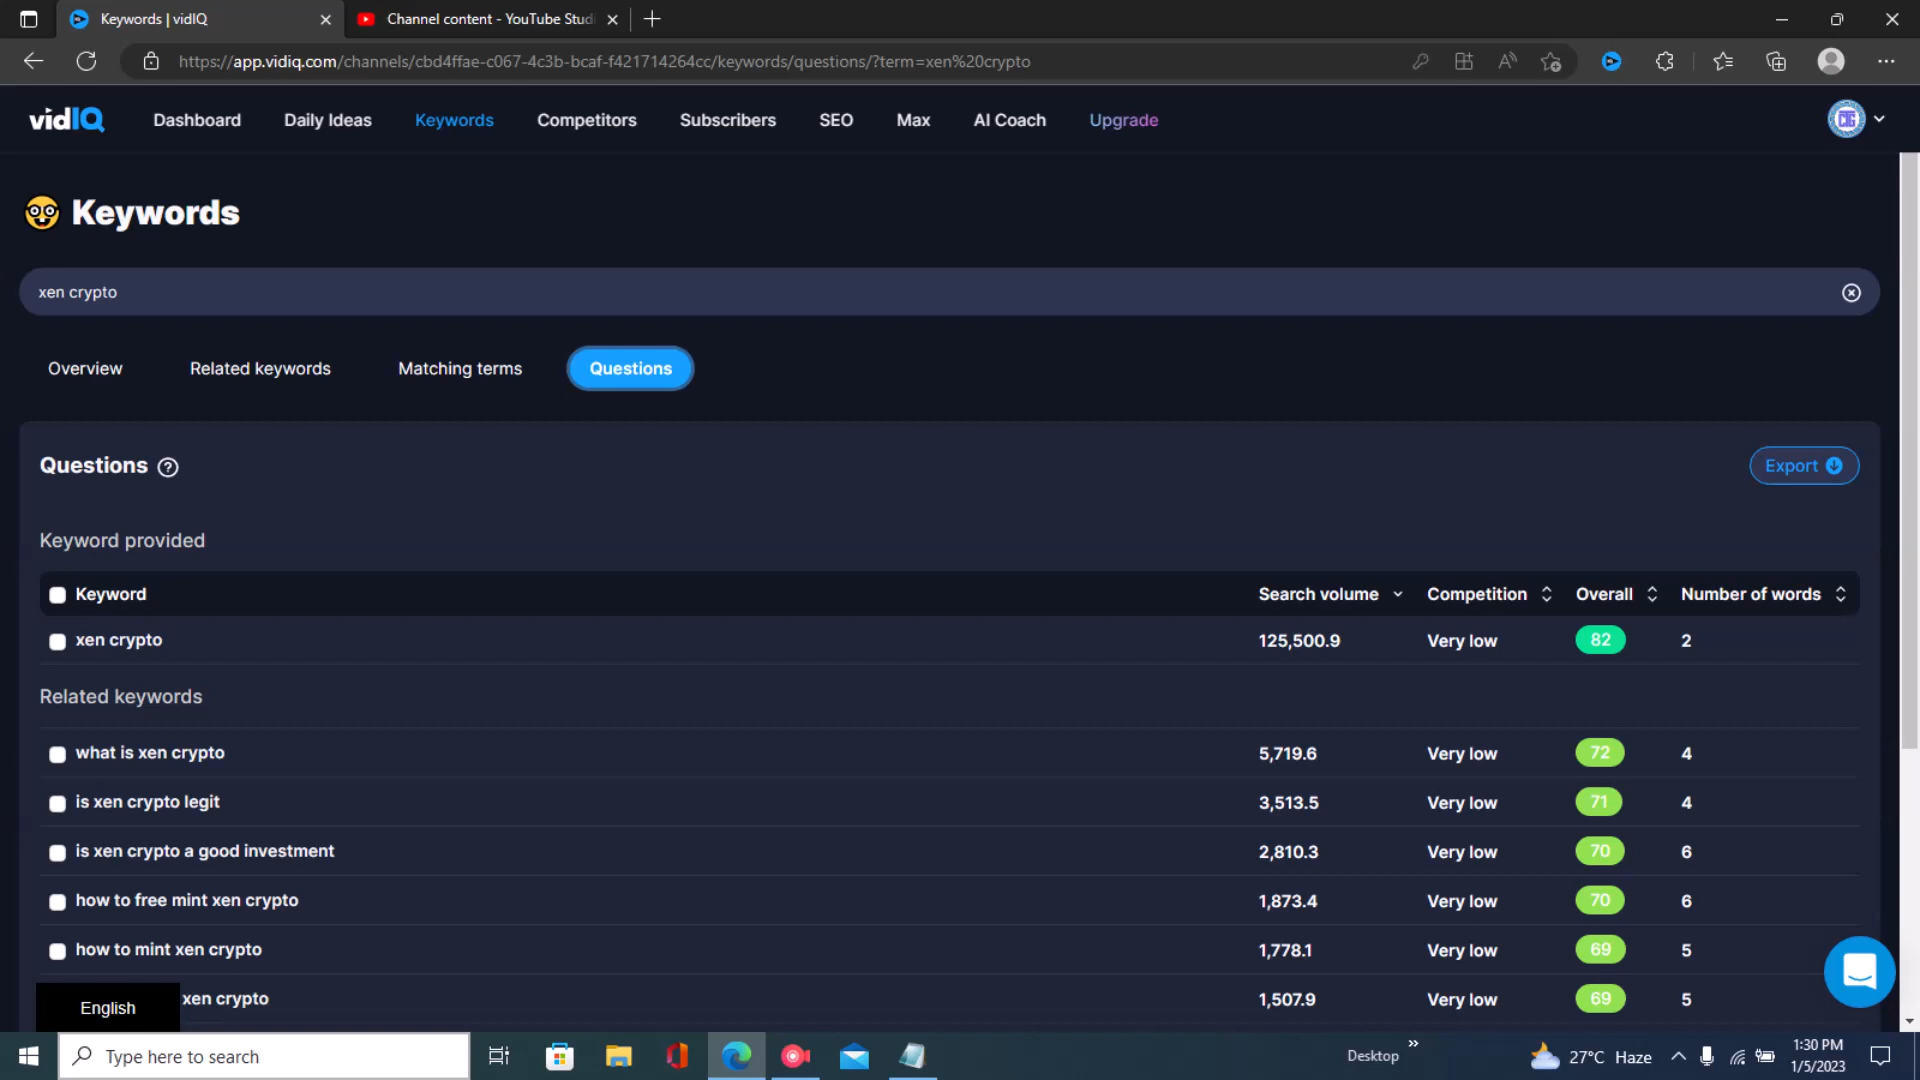 Keywords | vidIQ
Channel content - YouTube Studi
https://app.vidiq.com/channels/cbd4ffae-c067-4c3b-bcaf-f421714264cc/keywords/questions/?term=xen%20crypto
vidIQ Dashboard Daily Ideas Keywords Competitors Subscribers SEO Max AI Coach Upgrade
Keywords
xen crypto
Overview Related keywords Matching terms Questions
Questions
Export
Keyword provided
Keyword Search volume Competition Overall Number of words
xen crypto 125,500.9 Very low 82 2
Related keywords
what is xen crypto 5,719.6 Very low 72 4
is xen crypto legit 3,513.5 Very low 71 4
is xen crypto a good investment 2,810.3 Very low 70 6
how to free mint xen crypto 1,873.4 Very low 70 6
how to mint xen crypto 1,778.1 Very low 69 5
xen crypto 1,507.9 Very low 69 5
English
Type here to search
Desktop
27°C Haze
1:30 PM
1/5/2023